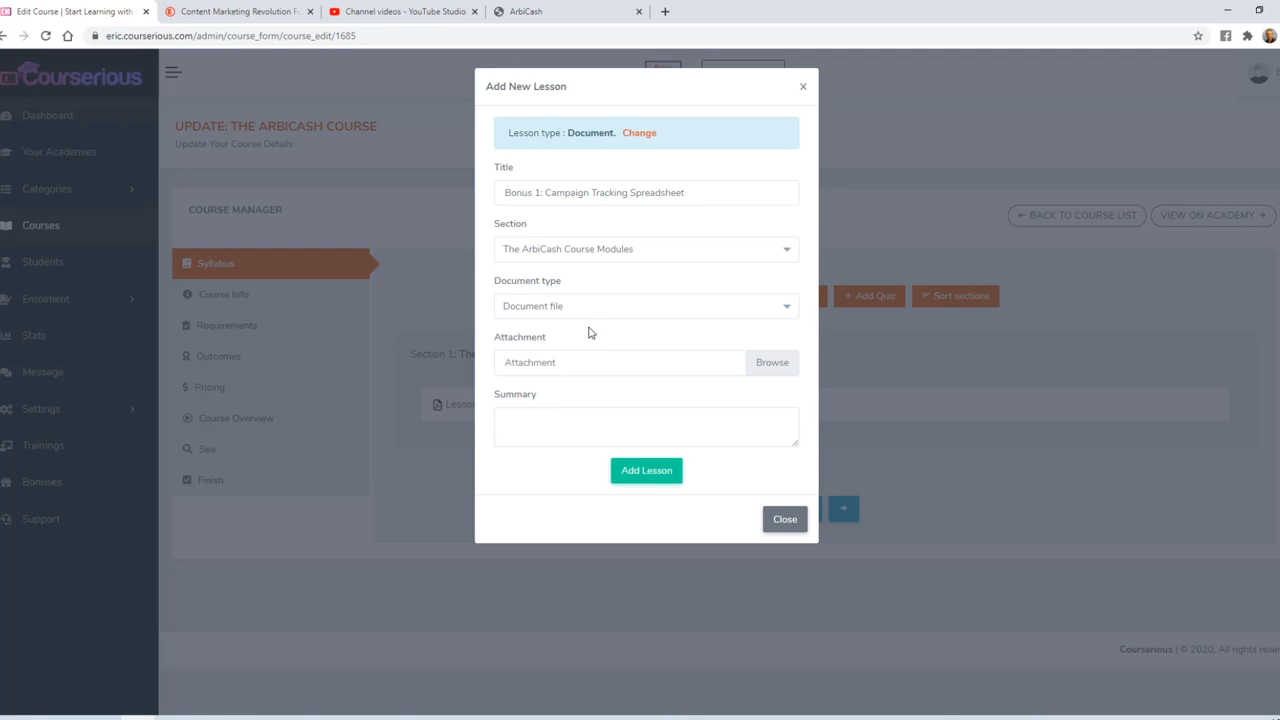 Edit Course | Start Learning with
Content Marketing Revolution F
Channel videos - YouTube Studio
ArbiCash
eric.courserious.com/admin/course_form/course_edit/1685
Courserious
Dashboard
Your Academies
Categories
Courses
Students
Enrolment
Stats
Message
Settings
Trainings
Bonuses
Support
UPDATE: THE ARBICASH COURSE
Update Your Course Details
COURSE MANAGER
← BACK TO COURSE LIST
VIEW ON ACADEMY →
Syllabus
Course Info
Requirements
Outcomes
$ Pricing
Course Overview
Seo
Finish
+ Add Quiz
Sort sections
Section 1: The
Lesson
Add New Lesson
×
Lesson type : Document. Change
Title
Bonus 1: Campaign Tracking Spreadsheet
Section
The ArbiCash Course Modules
Document type
Document file
Attachment
Attachment
Browse
Summary
Add Lesson
Close
Courserious | © 2020, All rights rese